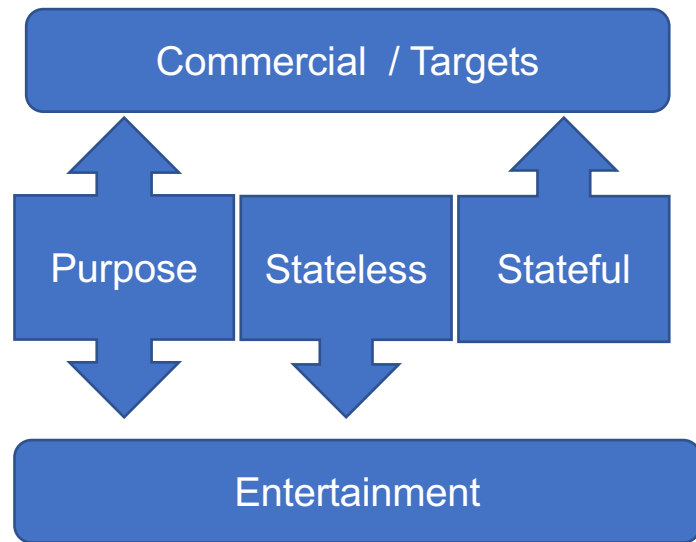 Commercial / Targets
Purpose
Stateless
Stateful
Entertainment